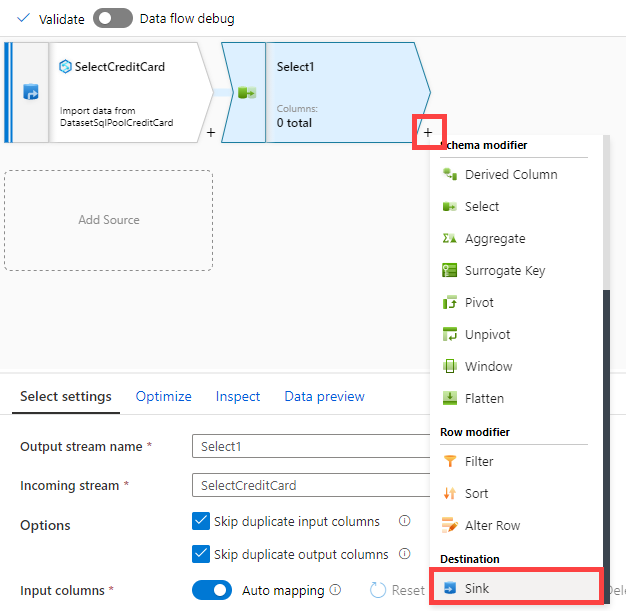 Validate Data flow debug
SelectCreditCard
Import data from
DatasetSqlPoolCreditCard
+
Select1
Columns:
0 total
+
Add Source
Schema modifier
Derived Column
Select
Aggregate
Surrogate Key
Pivot
Unpivot
Window
Flatten
Row modifier
Filter
Sort
Alter Row
Destination
Sink
Select settings Optimize Inspect Data preview
Output stream name * Select1
Incoming stream * SelectCreditCard
Options Skip duplicate input columns
Skip duplicate output columns
Input columns * Auto mapping Reset